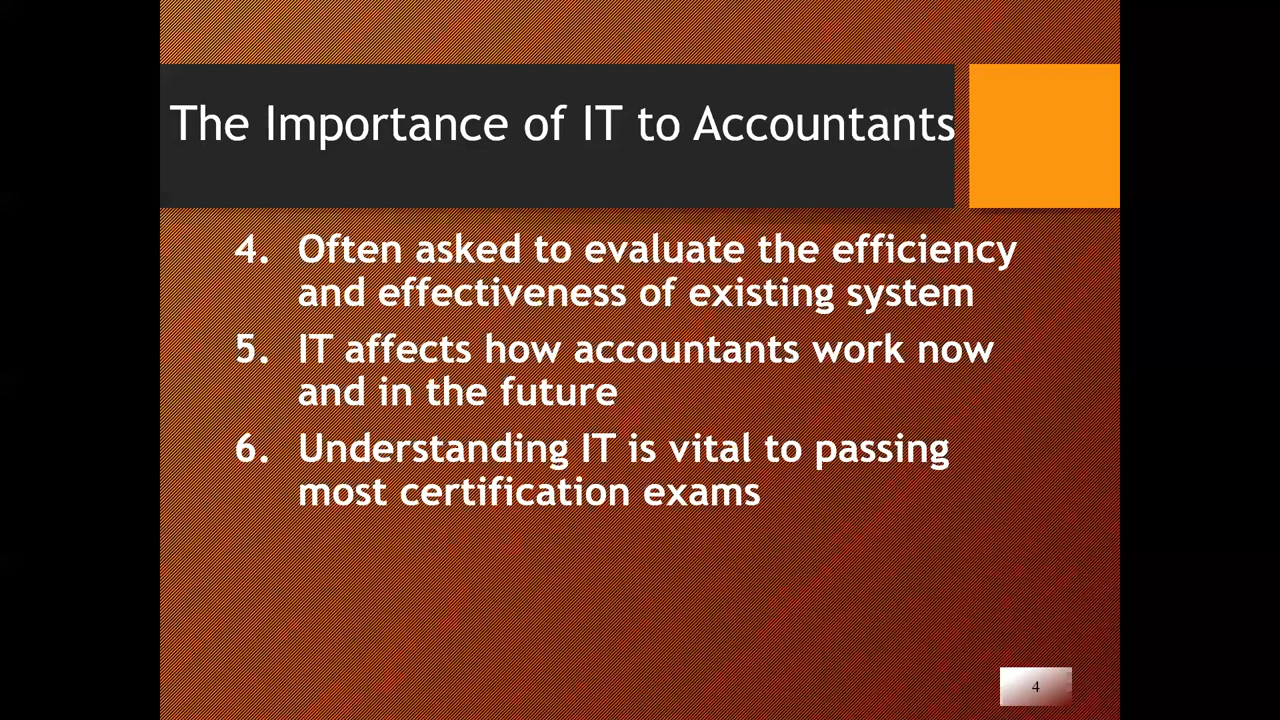 The Importance of IT to Accountants
4. Often asked to evaluate the efficiency
and effectiveness of existing system
5. IT affects how accountants work now
and in the future
6. Understanding IT is vital to passing
most certification exams
4